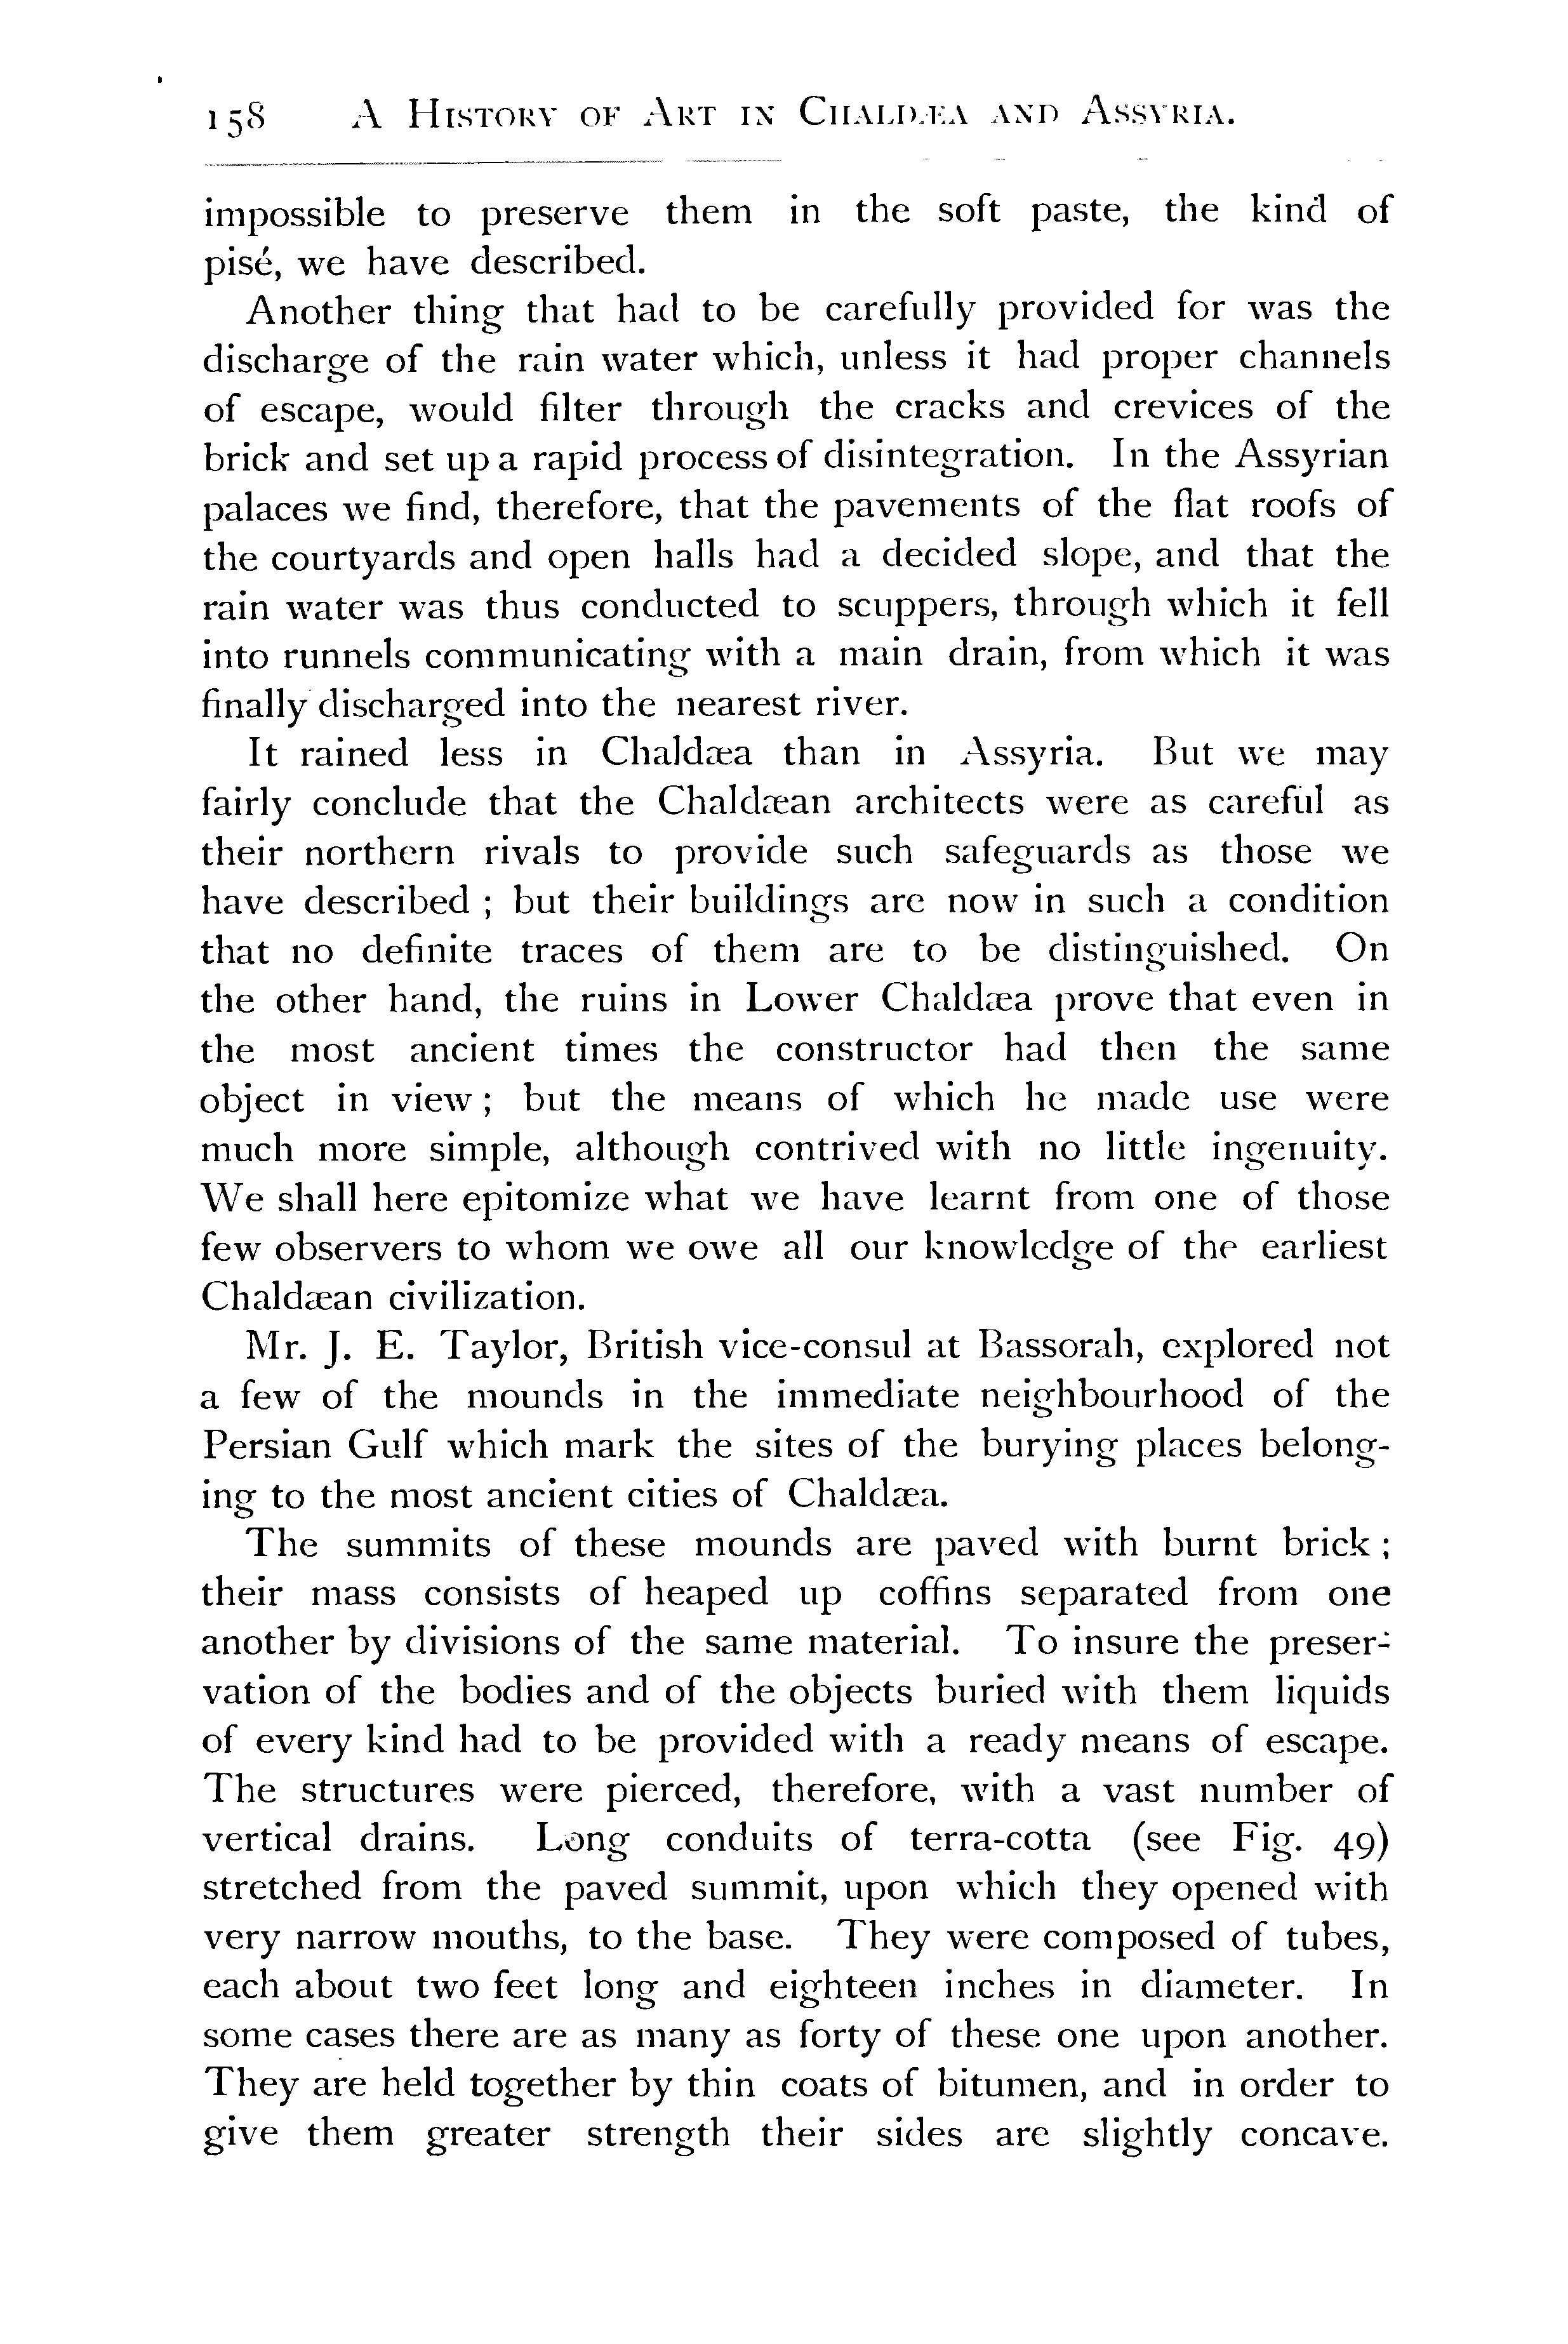 158 A HISTORY OF ART IN CHALDÆA AND ASSYRIA.
impossible to preserve them in the soft paste, the kind of
pisé, we have described.
Another thing that had to be carefully provided for was the
discharge of the rain water which, unless it had proper channels
of escape, would filter through the cracks and crevices of the
brick and set up a rapid process of disintegration. In the Assyrian
palaces we find, therefore, that the pavements of the flat roofs of
the courtyards and open halls had a decided slope, and that the
rain water was thus conducted to scuppers, through which it fell
into runnels communicating with a main drain, from which it was
finally discharged into the nearest river.
It rained less in Chaldæa than in Assyria. But we may
fairly conclude that the Chaldæan architects were as careful as
their northern rivals to provide such safeguards as those we
have described ; but their buildings are now in such a condition
that no definite traces of them are to be distinguished. On
the other hand, the ruins in Lower Chaldæa prove that even in
the most ancient times the constructor had then the same
object in view ; but the means of which he made use were
much more simple, although contrived with no little ingenuity.
We shall here epitomize what we have learnt from one of those
few observers to whom we owe all our knowledge of the earliest
Chaldæan civilization.
Mr. J. E. Taylor, British vice-consul at Bassorah, explored not
a few of the mounds in the immediate neighbourhood of the
Persian Gulf which mark the sites of the burying places belong-
ing to the most ancient cities of Chaldæa.
The summits of these mounds are paved with burnt brick ;
their mass consists of heaped up coffins separated from one
another by divisions of the same material. To insure the preser-
vation of the bodies and of the objects buried with them liquids
of every kind had to be provided with a ready means of escape.
The structures were pierced, therefore, with a vast number of
vertical drains. Long conduits of terra-cotta (see Fig. 49)
stretched from the paved summit, upon which they opened with
very narrow mouths, to the base. They were composed of tubes,
each about two feet long and eighteen inches in diameter. In
some cases there are as many as forty of these one upon another.
They are held together by thin coats of bitumen, and in order to
give them greater strength their sides are slightly concave.